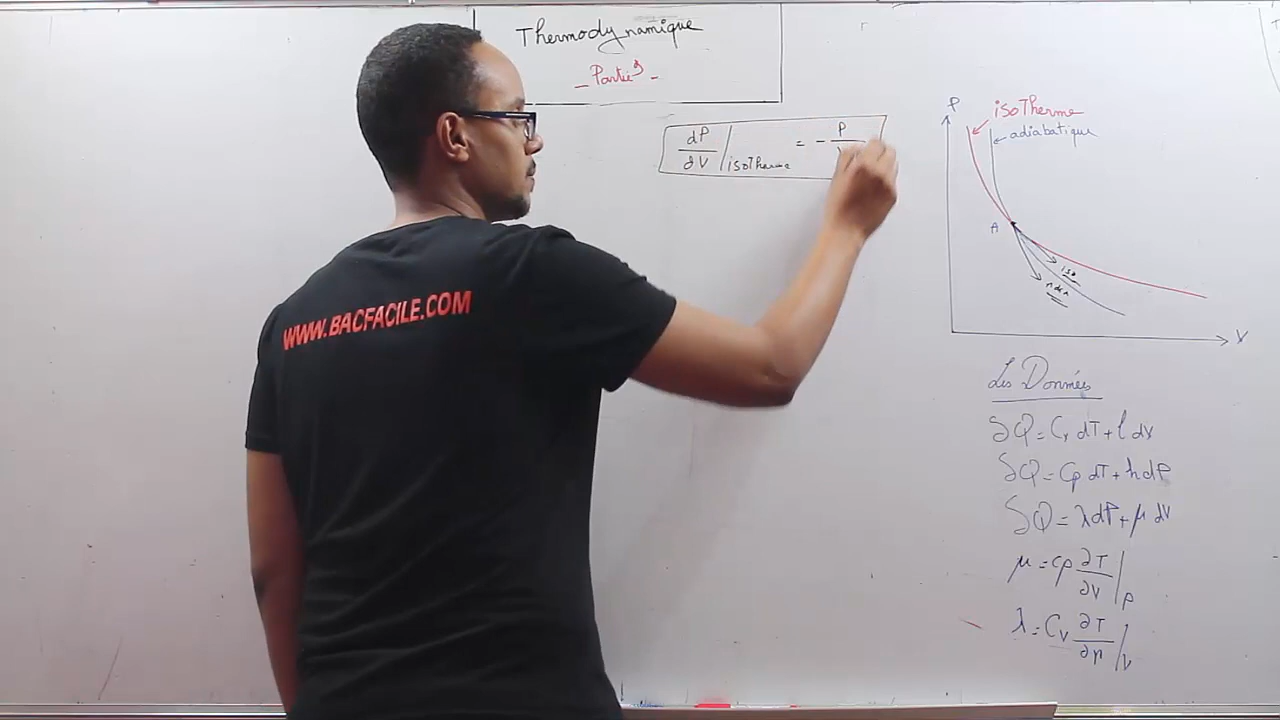 Thermodynamique
- Partie 3 -
dP/dV | isoTherme = - P/V
P
isoTherme
adiabatique
A
iso
V
Les Données
δQ = Cv dT + l dV
δQ = Cp dT + h dP
δQ = λ dP + μ dV
μ = Cp ∂T/∂V | P
λ = Cv ∂T/∂P | V
WWW.BACFACILE.COM